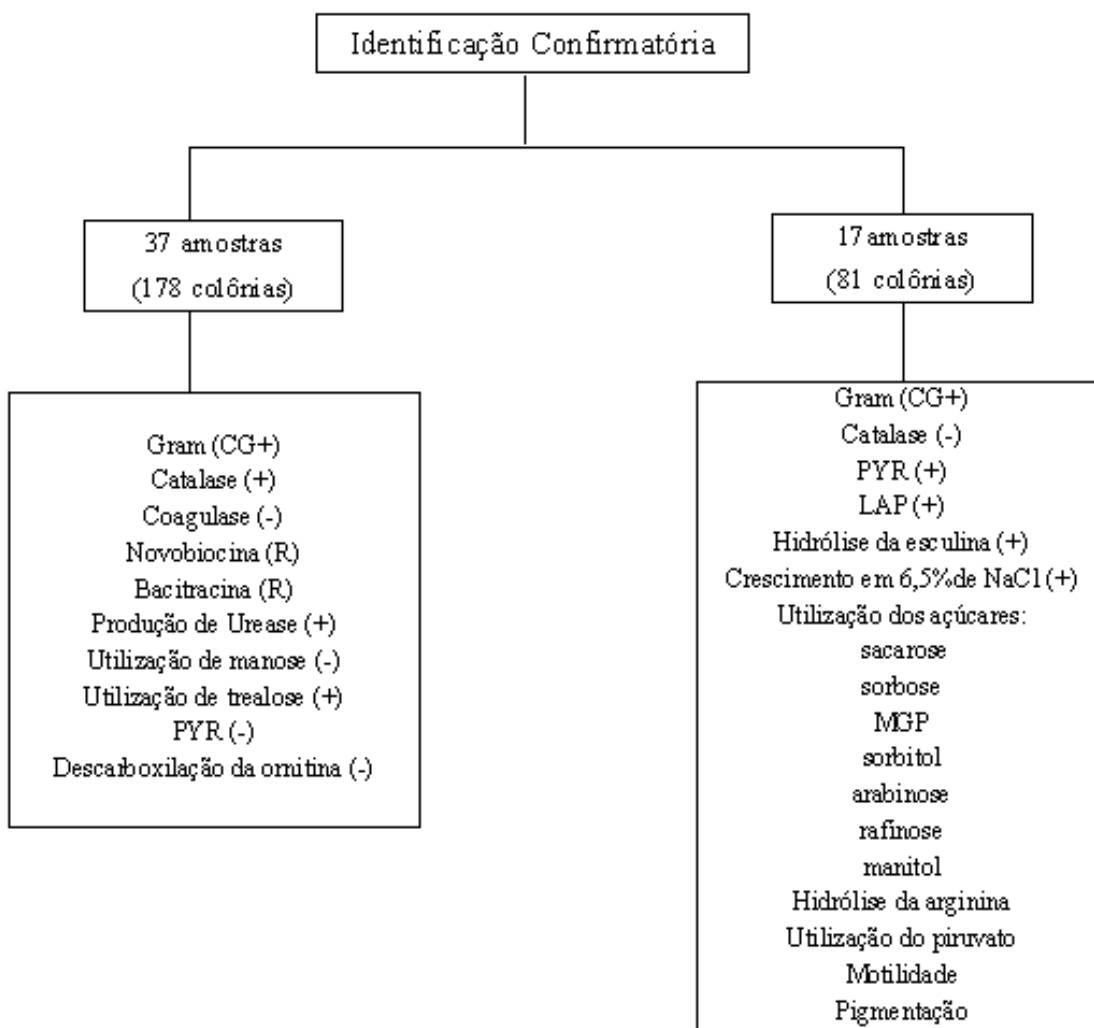 Identificação Confirmatória
37 amostras
(178 colônias)
17 amostras
(81 colônias)
Gram (CG+)
Catalase (+)
Coagulase (-)
Novobiocina (R)
Bacitracina (R)
Produção de Urease (+)
Utilização de manose (-)
Utilização de trealose (+)
PYR (-)
Descarboxilação da ornitina (-)
Gram (CG+)
Catalase (-)
PYR (+)
LAP (+)
Hidrólise da esculina (+)
Crescimento em 6,5% de NaCl (+)
Utilização dos açúcares:
sacarose
sorbose
MGP
sorbitol
arabinose
rafinose
manitol
Hidrólise da arginina
Utilização do piruvato
Motilidade
Pigmentação